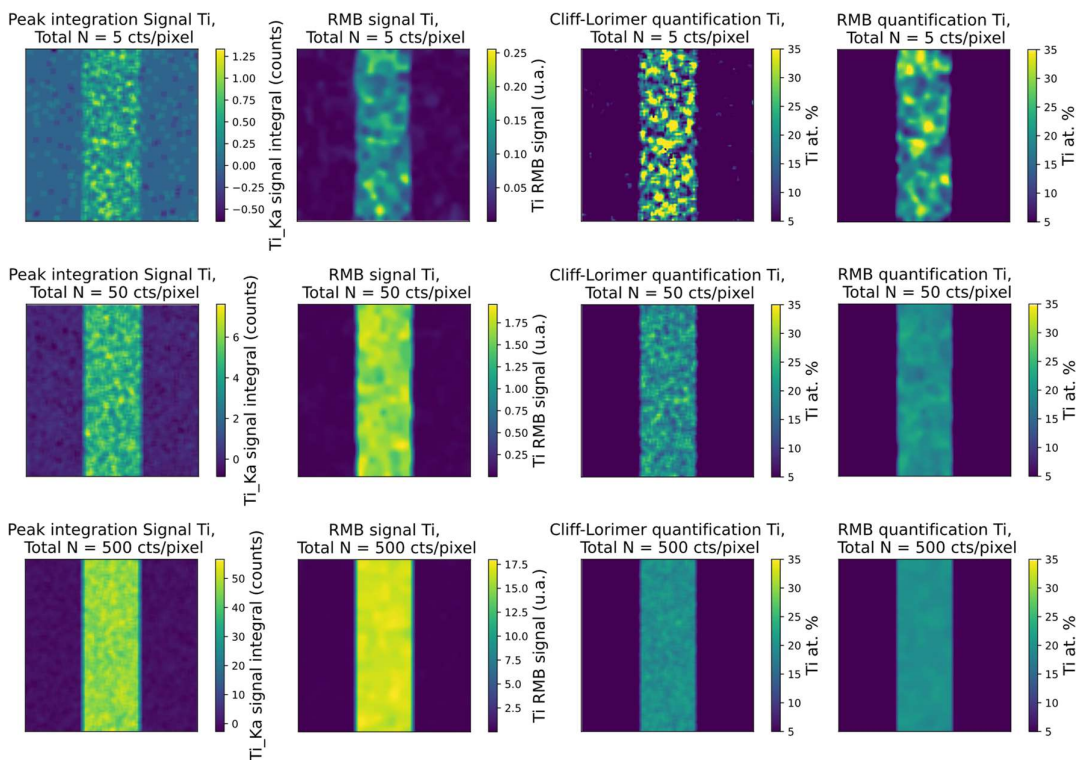 Peak integration Signal Ti,
Total N = 5 cts/pixel
1.25
1.00
0.75
0.50
0.25
0.00
−0.25
−0.50
Ti_Ka signal integral (counts)
RMB signal Ti,
Total N = 5 cts/pixel
0.25
0.20
0.15
0.10
0.05
Ti RMB signal (u.a.)
Cliff-Lorimer quantification Ti,
Total N = 5 cts/pixel
35
30
25
20
15
10
5
Ti at. %
RMB quantification Ti,
Total N = 5 cts/pixel
35
30
25
20
15
10
5
Ti at. %
Peak integration Signal Ti,
Total N = 50 cts/pixel
6
4
2
0
Ti_Ka signal integral (counts)
RMB signal Ti,
Total N = 50 cts/pixel
1.75
1.50
1.25
1.00
0.75
0.50
0.25
Ti RMB signal (u.a.)
Cliff-Lorimer quantification Ti,
Total N = 50 cts/pixel
35
30
25
20
15
10
5
Ti at. %
RMB quantification Ti,
Total N = 50 cts/pixel
35
30
25
20
15
10
5
Ti at. %
Peak integration Signal Ti,
Total N = 500 cts/pixel
50
40
30
20
10
0
Ti_Ka signal integral (counts)
RMB signal Ti,
Total N = 500 cts/pixel
17.5
15.0
12.5
10.0
7.5
5.0
2.5
Ti RMB signal (u.a.)
Cliff-Lorimer quantification Ti,
Total N = 500 cts/pixel
35
30
25
20
15
10
5
Ti at. %
RMB quantification Ti,
Total N = 500 cts/pixel
35
30
25
20
15
10
5
Ti at. %